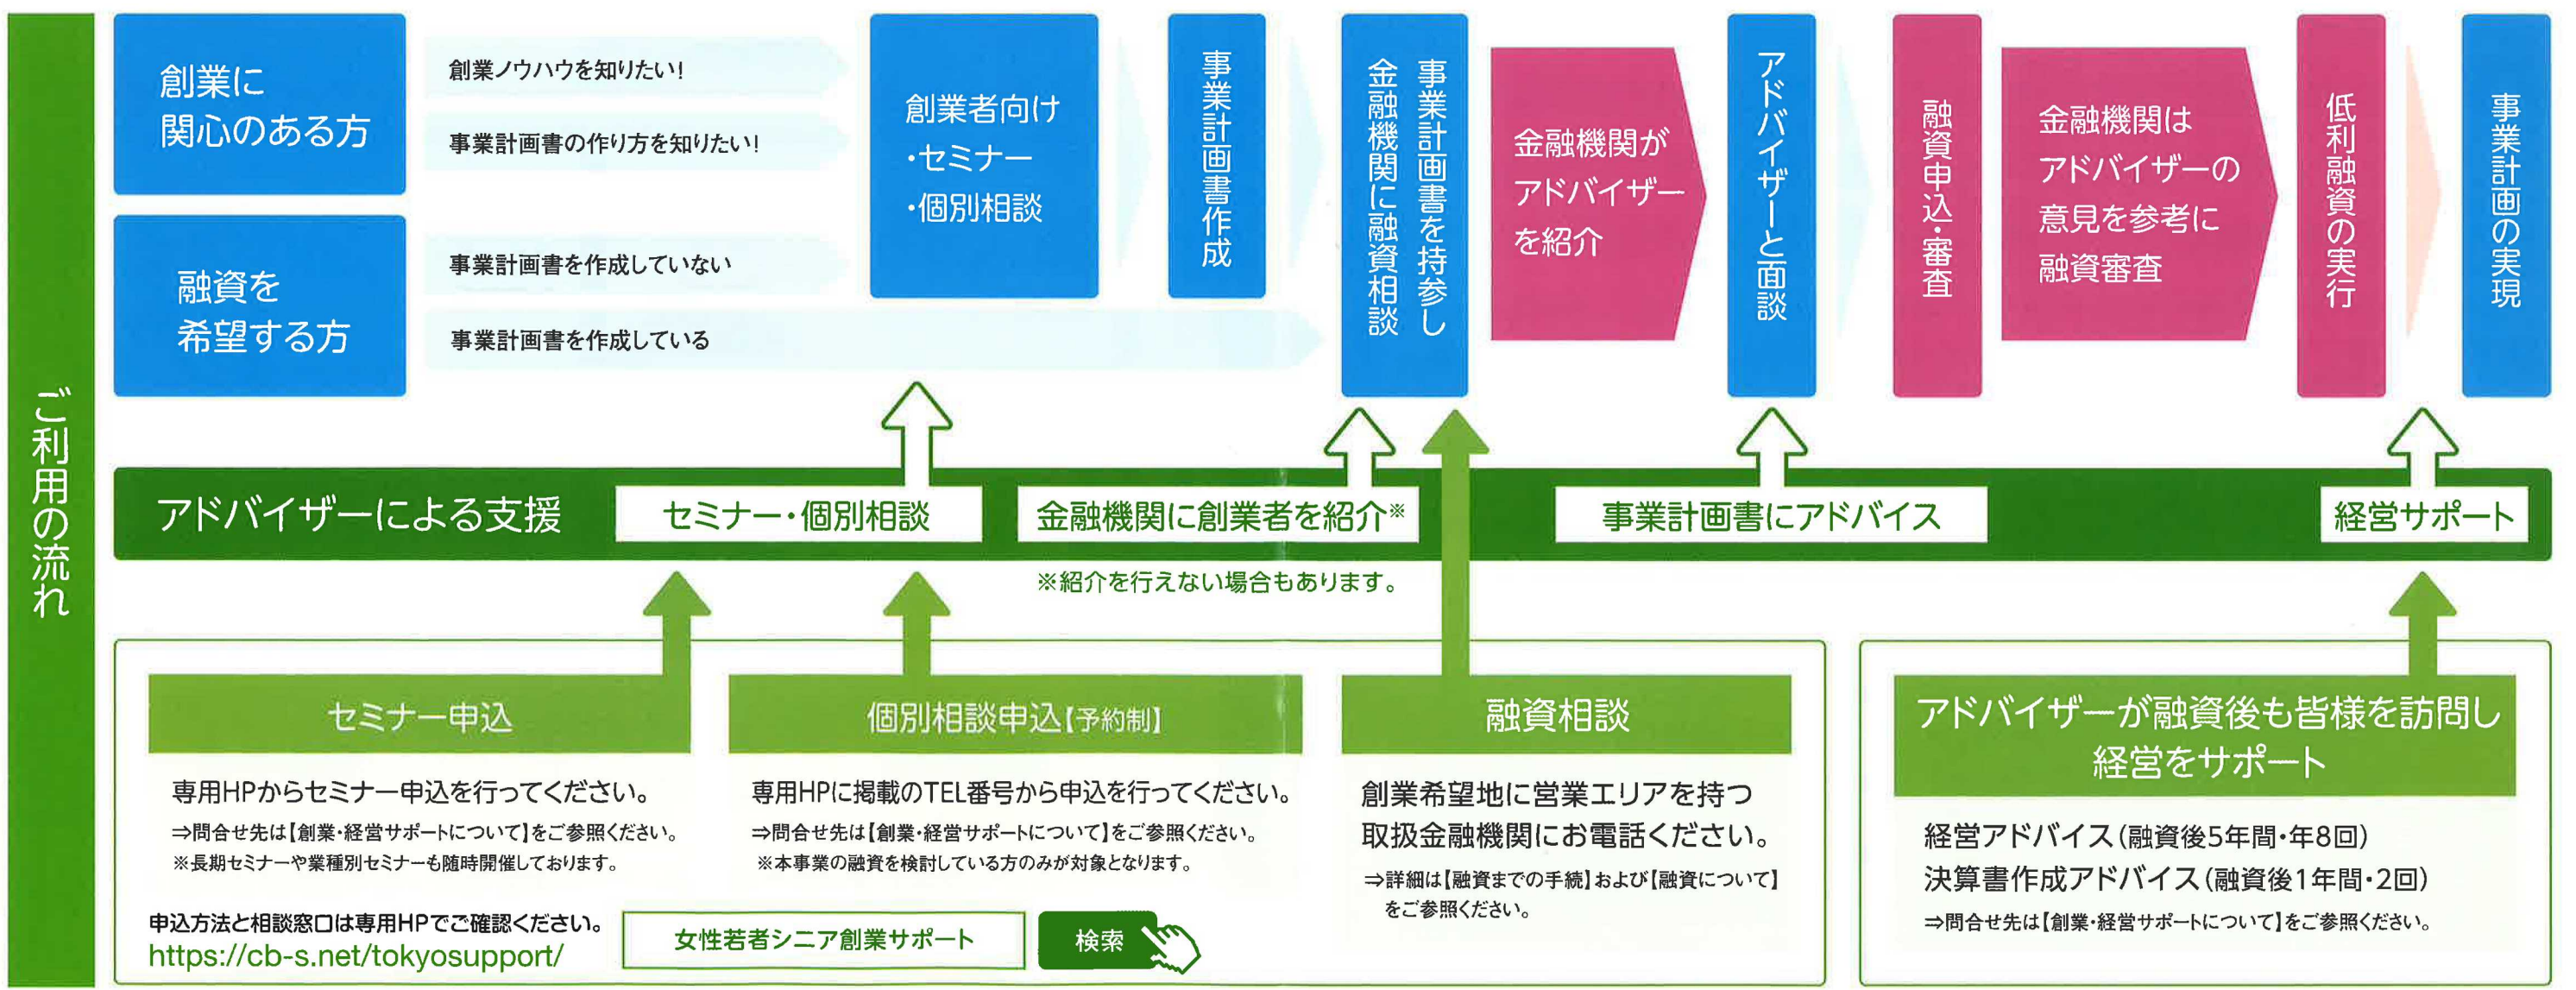 ご利用の流れ
創業に
関心のある方
融資を
希望する方
創業ノウハウを知りたい！
事業計画書の作り方を知りたい！
事業計画書を作成していない
事業計画書を作成している
創業者向け
・セミナー
・個別相談
事業計画書作成
事業計画書を持参し
金融機関に融資相談
金融機関が
アドバイザー
を紹介
アドバイザーと面談
融資申込・審査
金融機関は
アドバイザーの
意見を参考に
融資審査
低利融資の実行
事業計画の実現
アドバイザーによる支援
セミナー・個別相談
金融機関に創業者を紹介※
事業計画書にアドバイス
経営サポート
※紹介を行えない場合もあります。
セミナー申込
専用HPからセミナー申込を行ってください。
⇒問合せ先は【創業・経営サポートについて】をご参照ください。
※長期セミナーや業種別セミナーも随時開催しております。
個別相談申込【予約制】
専用HPに掲載のTEL番号から申込を行ってください。
⇒問合せ先は【創業・経営サポートについて】をご参照ください。
※本事業の融資を検討している方のみが対象となります。
申込方法と相談窓口は専用HPでご確認ください。
https://cb-s.net/tokyosupport/
女性若者シニア創業サポート
検索
融資相談
創業希望地に営業エリアを持つ
取扱金融機関にお電話ください。
⇒詳細は【融資までの手続】および【融資について】
をご参照ください。
アドバイザーが融資後も皆様を訪問し
経営をサポート
経営アドバイス（融資後5年間・年8回）
決算書作成アドバイス（融資後1年間・2回）
⇒問合せ先は【創業・経営サポートについて】をご参照ください。